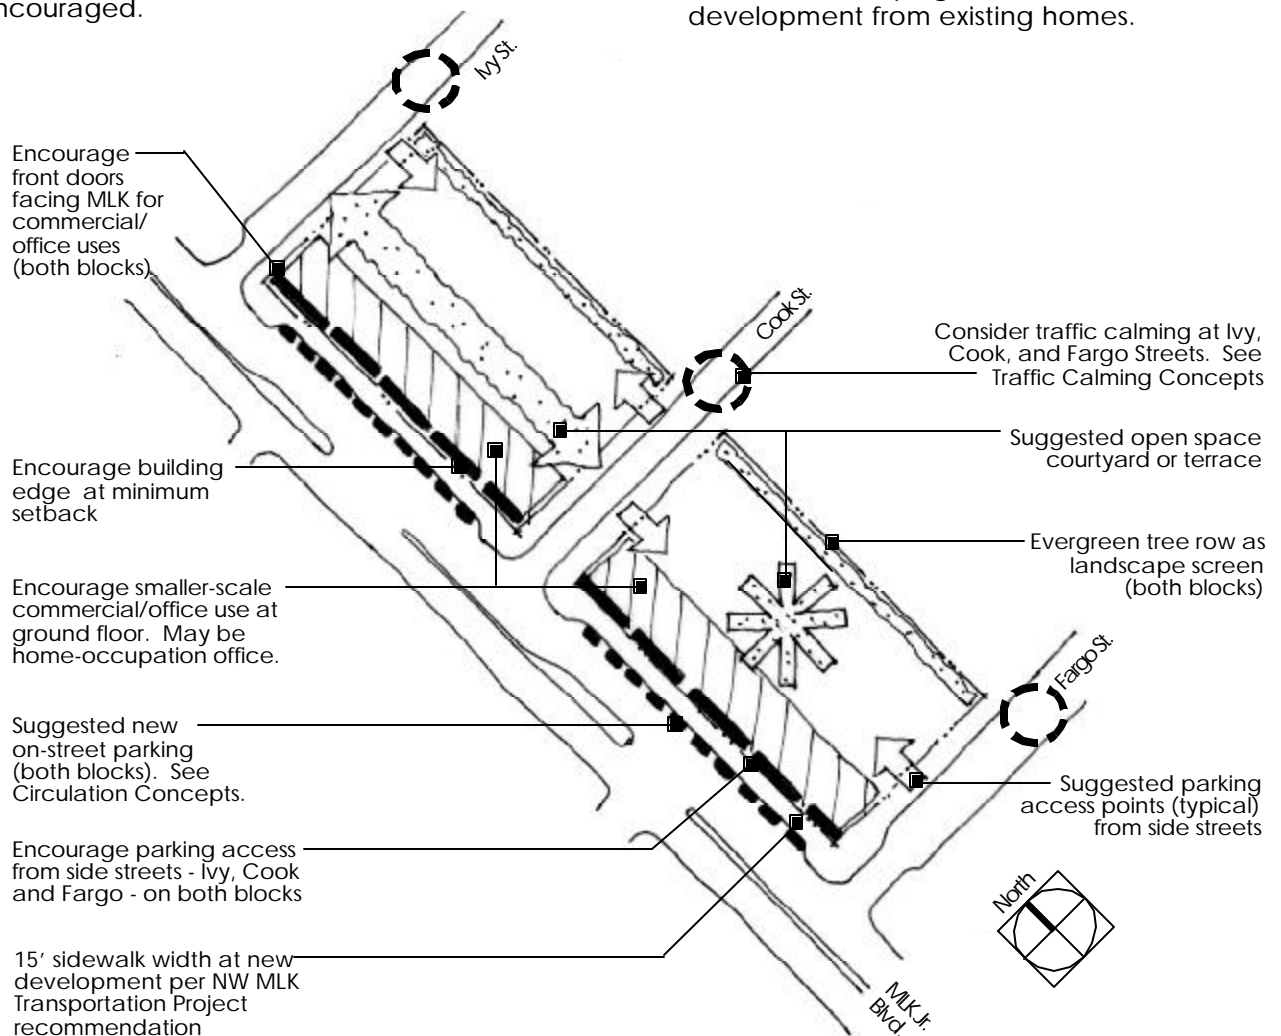 ncouraged.
development from existing homes.
Ivy St.
Encourage
front doors
facing MLK for
commercial/
office uses
(both blocks)
Cook St.
Consider traffic calming at Ivy,
Cook, and Fargo Streets.  See
Traffic Calming Concepts
Suggested open space
courtyard or terrace
Encourage building
edge  at minimum
setback
Evergreen tree row as
landscape screen
(both blocks)
Encourage smaller-scale
commercial/office use at
ground floor.  May be
home-occupation office.
Fargo St.
Suggested new
on-street parking
(both blocks).  See
Circulation Concepts.
Suggested parking
access points (typical)
from side streets
Encourage parking access
from side streets - Ivy, Cook
and Fargo - on both blocks
North
15’ sidewalk width at new
development per NW MLK
Transportation Project
recommendation
MLK Jr.
Blvd.